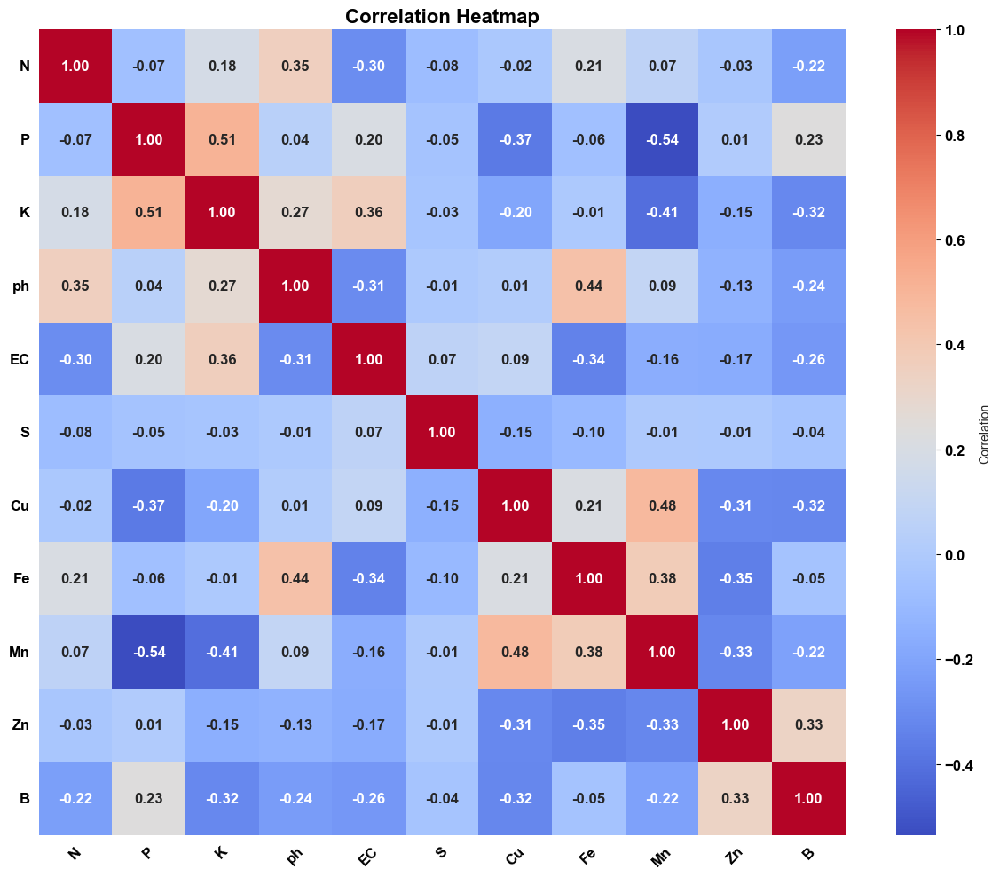 Correlation Heatmap
N 1.00 -0.07 0.18 0.35 -0.30 -0.08 -0.02 0.21 0.07 -0.03 -0.22
P -0.07 1.00 0.51 0.04 0.20 -0.05 -0.37 -0.06 -0.54 0.01 0.23
K 0.18 0.51 1.00 0.27 0.36 -0.03 -0.20 -0.01 -0.41 -0.15 -0.32
ph 0.35 0.04 0.27 1.00 -0.31 -0.01 0.01 0.44 0.09 -0.13 -0.24
EC -0.30 0.20 0.36 -0.31 1.00 0.07 0.09 -0.34 -0.16 -0.17 -0.26
S -0.08 -0.05 -0.03 -0.01 0.07 1.00 -0.15 -0.10 -0.01 -0.01 -0.04
Cu -0.02 -0.37 -0.20 0.01 0.09 -0.15 1.00 0.21 0.48 -0.31 -0.32
Fe 0.21 -0.06 -0.01 0.44 -0.34 -0.10 0.21 1.00 0.38 -0.35 -0.05
Mn 0.07 -0.54 -0.41 0.09 -0.16 -0.01 0.48 0.38 1.00 -0.33 -0.22
Zn -0.03 0.01 -0.15 -0.13 -0.17 -0.01 -0.31 -0.35 -0.33 1.00 0.33
B -0.22 0.23 -0.32 -0.24 -0.26 -0.04 -0.32 -0.05 -0.22 0.33 1.00
N P K ph EC S Cu Fe Mn Zn B
1.0
0.8
0.6
0.4
0.2
0.0
−0.2
−0.4
Correlation